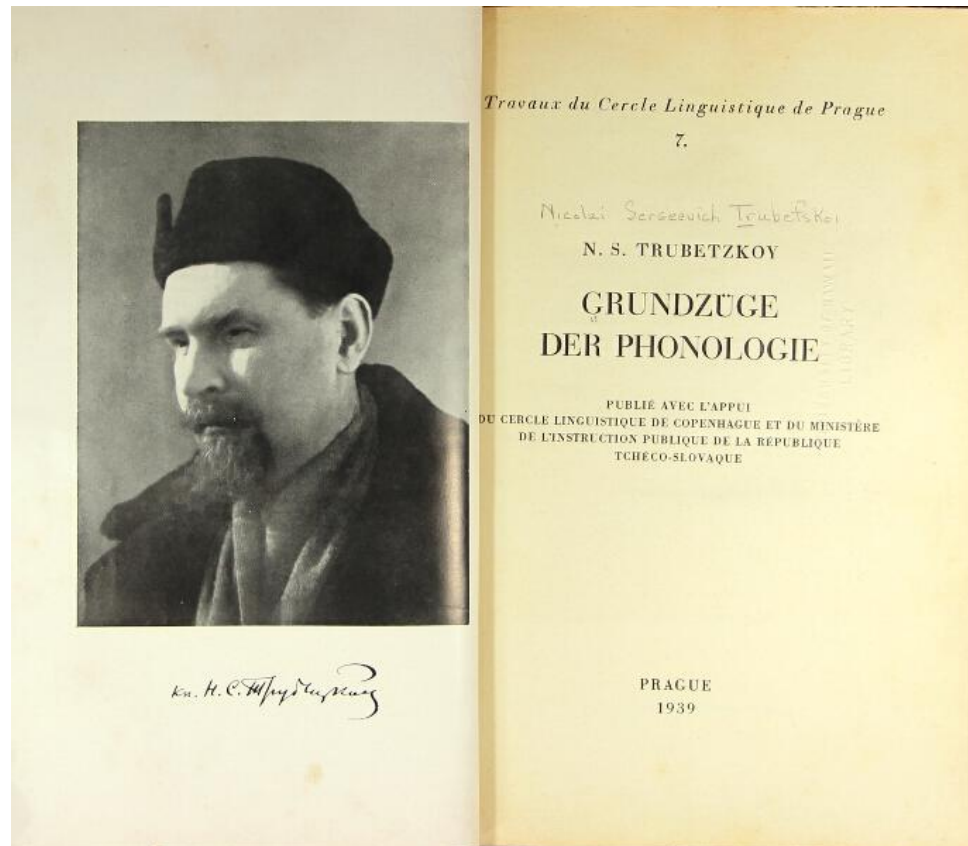 кн. Н. С. Трубецкой
Travaux du Cercle Linguistique de Prague
7.
Nicolai Sergeevich Trubetskoi
N. S. TRUBETZKOY
GRUNDZÜGE
DER PHONOLOGIE
PUBLIÉ AVEC L'APPUI
DU CERCLE LINGUISTIQUE DE COPENHAGUE ET DU MINISTÈRE
DE L'INSTRUCTION PUBLIQUE DE LA RÉPUBLIQUE
TCHÉCO-SLOVAQUE
PRAGUE
1939